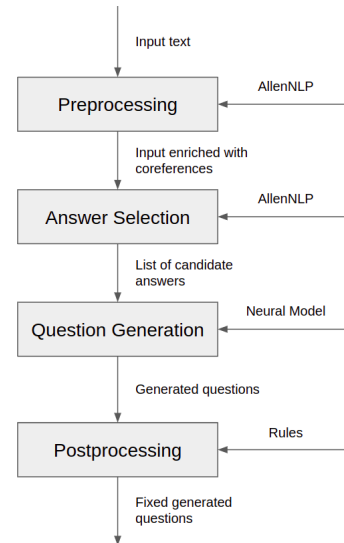 Input text
AllenNLP
Preprocessing
Input enriched with
coreferences
AllenNLP
Answer Selection
List of candidate
answers
Neural Model
Question Generation
Generated questions
Rules
Postprocessing
Fixed generated
questions